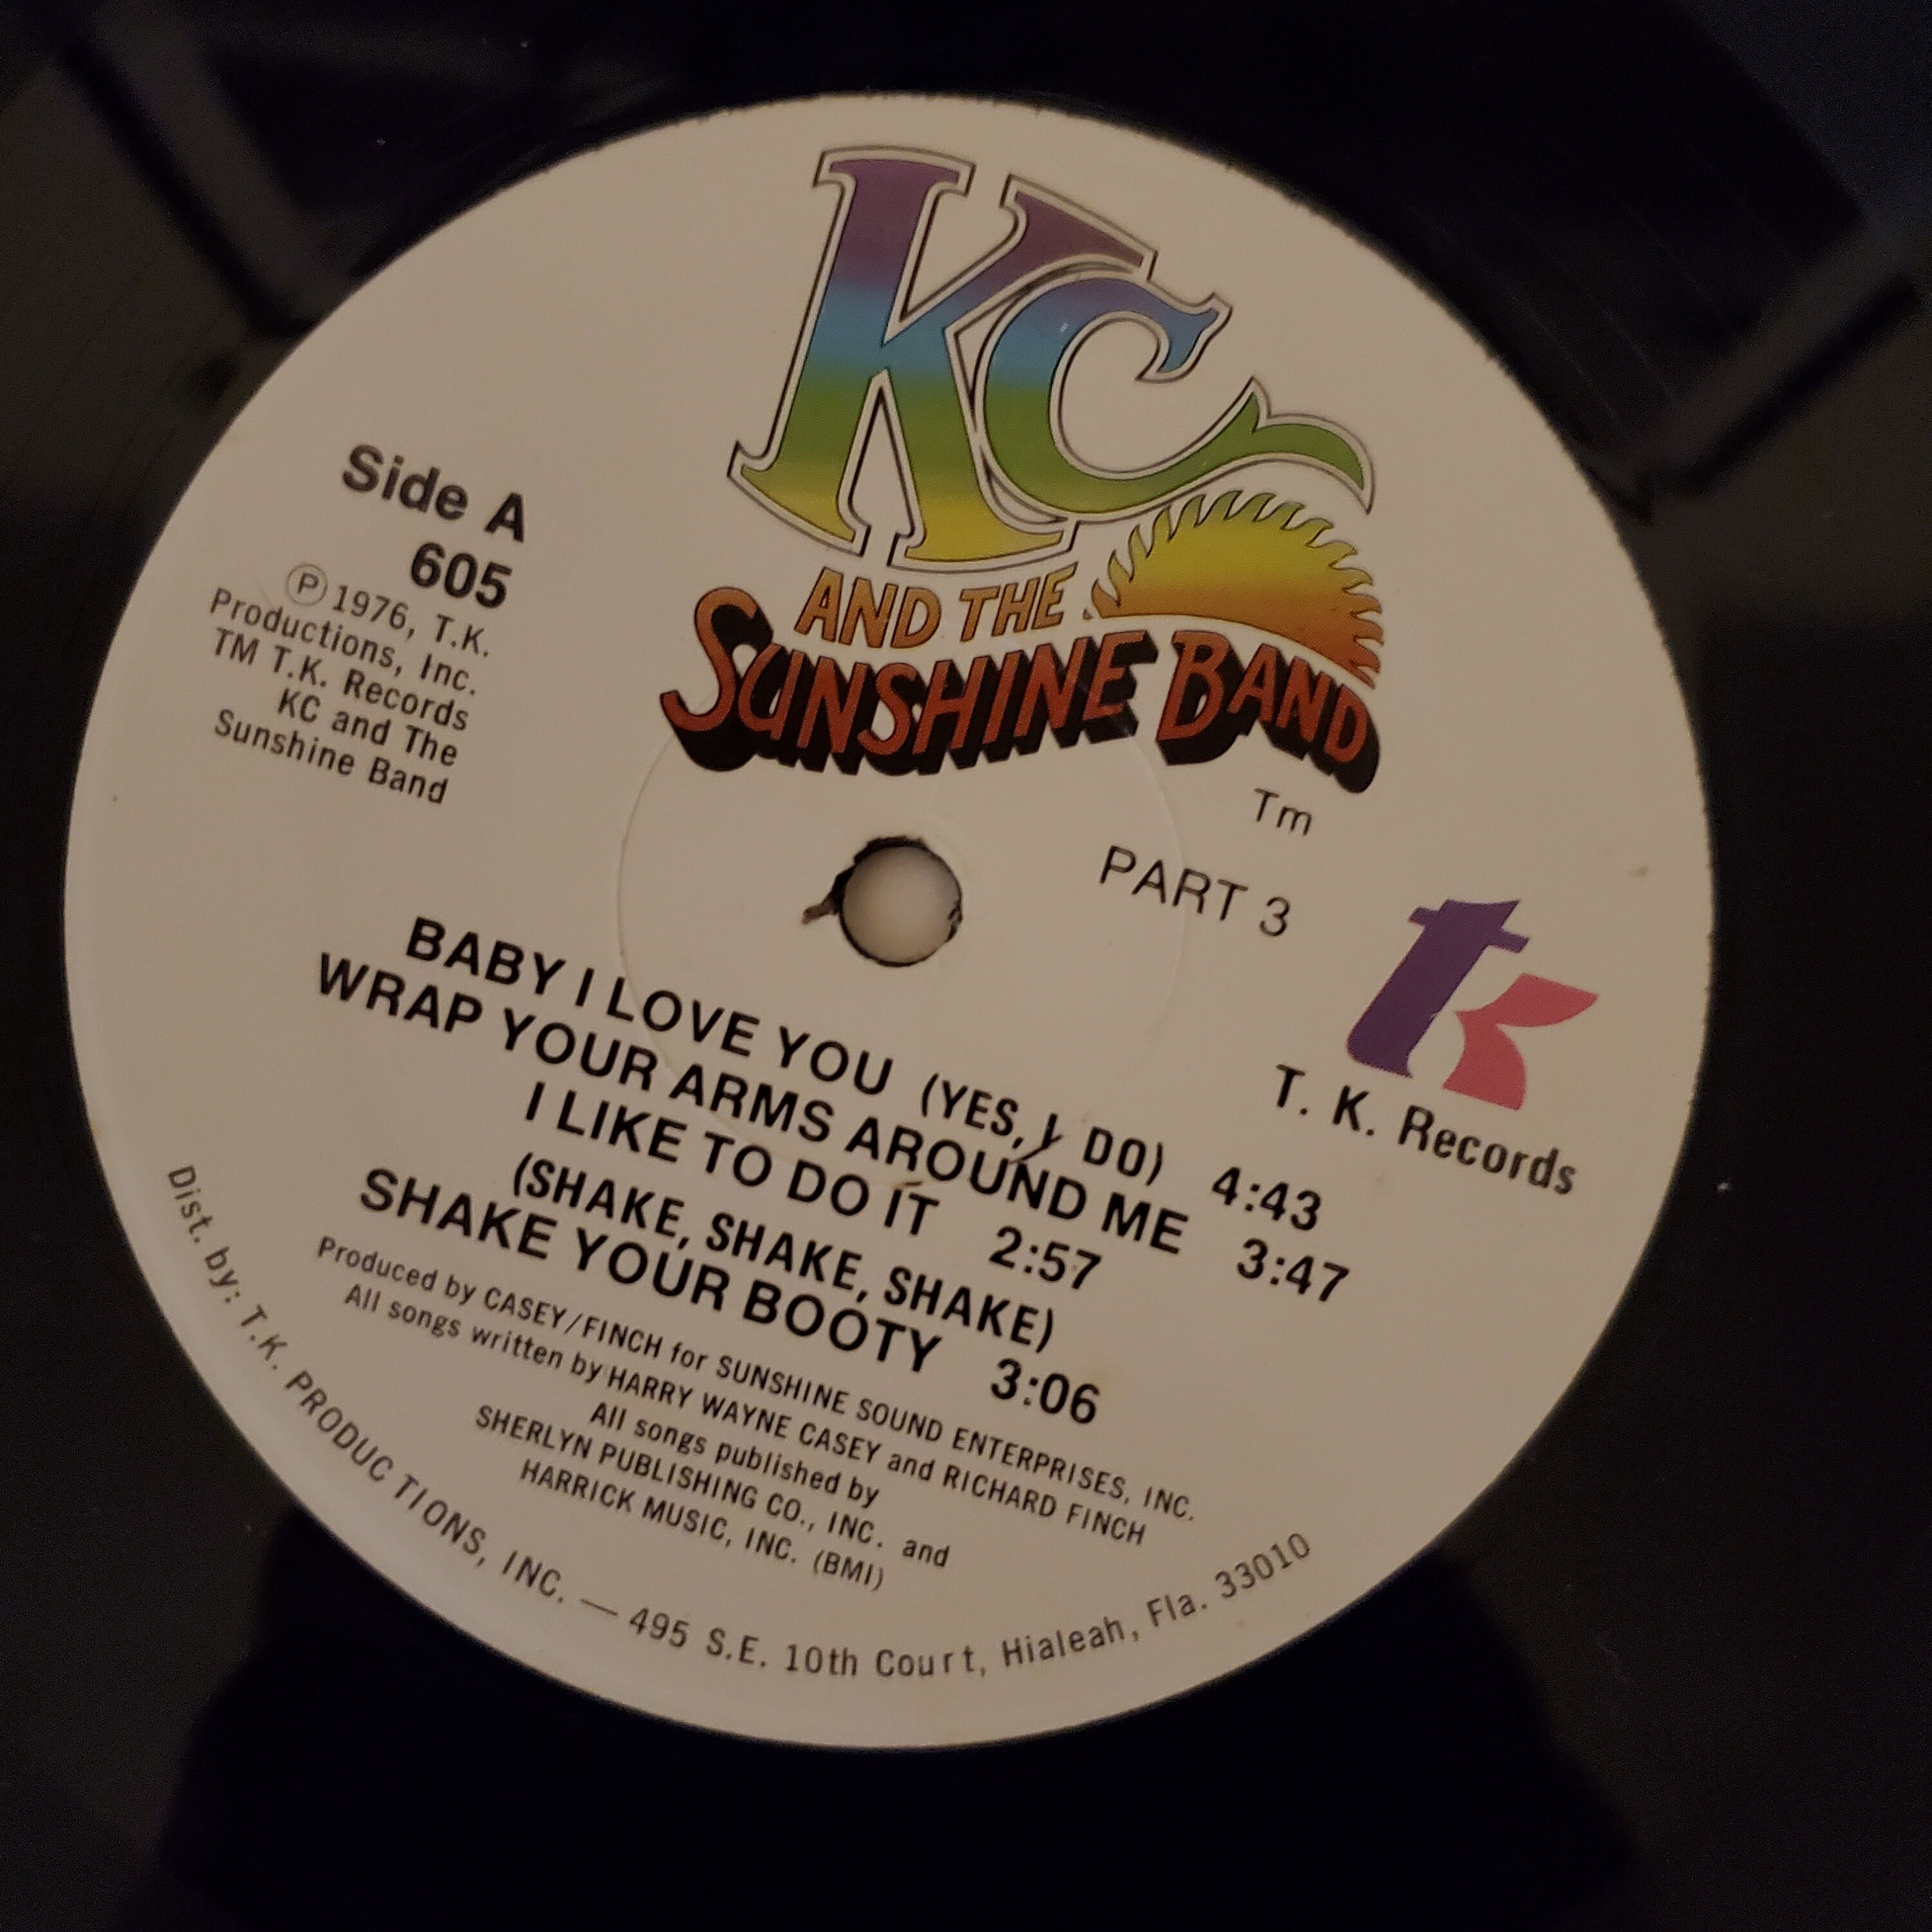 KC
AND THE
SUNSHINE BAND
Tm
Side A
605
Ⓟ 1976, T.K.
Productions, Inc.
TM T.K. Records
KC and The
Sunshine Band
PART 3
tk
T. K. Records
BABY I LOVE YOU (YES, I DO) 4:43
WRAP YOUR ARMS AROUND ME 3:47
I LIKE TO DO IT 2:57
(SHAKE, SHAKE, SHAKE)
SHAKE YOUR BOOTY 3:06
Produced by CASEY/FINCH for SUNSHINE SOUND ENTERPRISES, INC.
All songs written by HARRY WAYNE CASEY and RICHARD FINCH
All songs published by
SHERLYN PUBLISHING CO., INC. and
HARRICK MUSIC, INC. (BMI)
Dist. by: T.K. PRODUCTIONS, INC. — 495 S.E. 10th Court, Hialeah, Fla. 33010